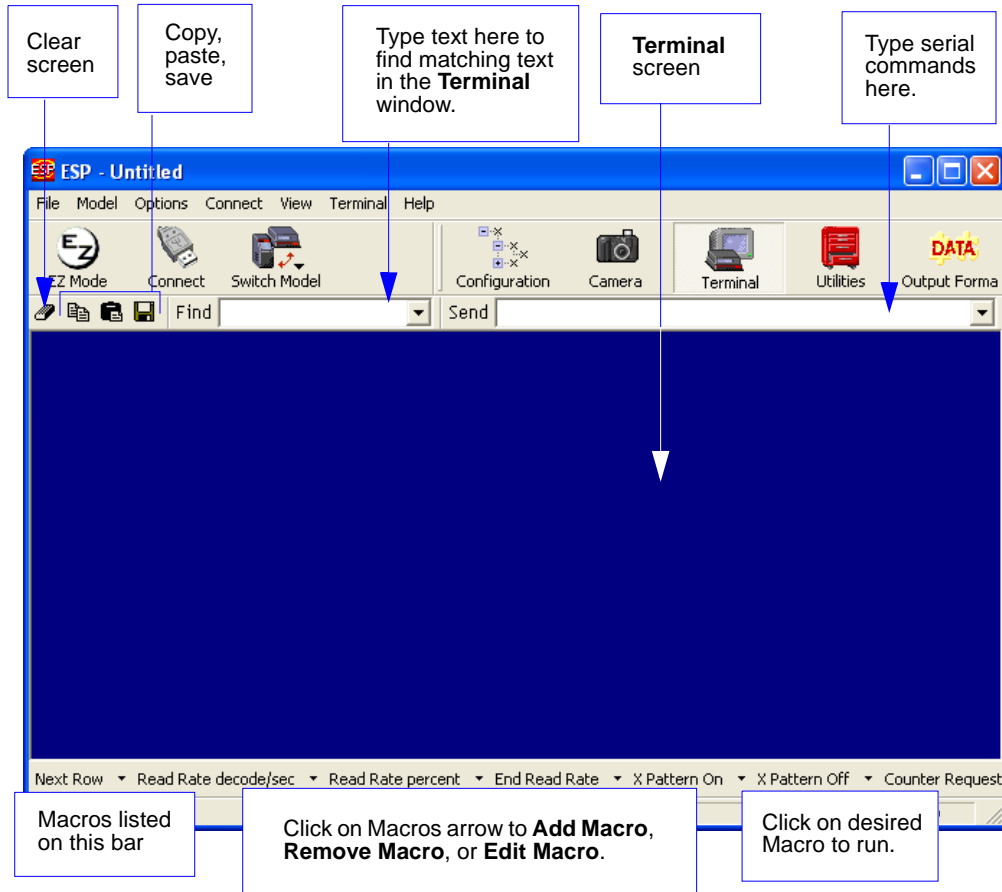 Clear
screen
Copy,
paste,
save
Type text here to
find matching text
in the Terminal
window.
Terminal
screen
Type serial
commands
here.
ESP - Untitled
File Model Options Connect View Terminal Help
EZ Mode Connect Switch Model Configuration Camera Terminal Utilities DATA Output Forma
Find Send
Next Row Read Rate decode/sec Read Rate percent End Read Rate X Pattern On X Pattern Off Counter Request
Macros listed
on this bar
Click on Macros arrow to Add Macro,
Remove Macro, or Edit Macro.
Click on desired
Macro to run.